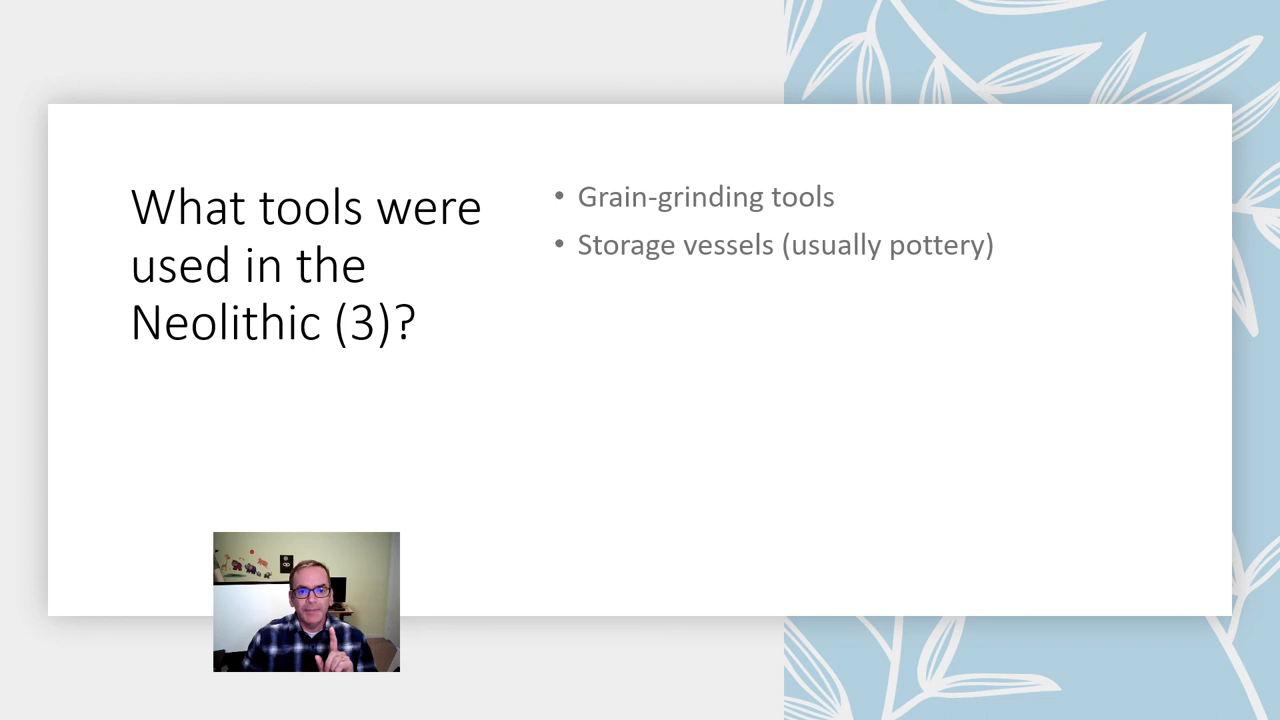 What tools were
used in the
Neolithic (3)?
• Grain-grinding tools
• Storage vessels (usually pottery)